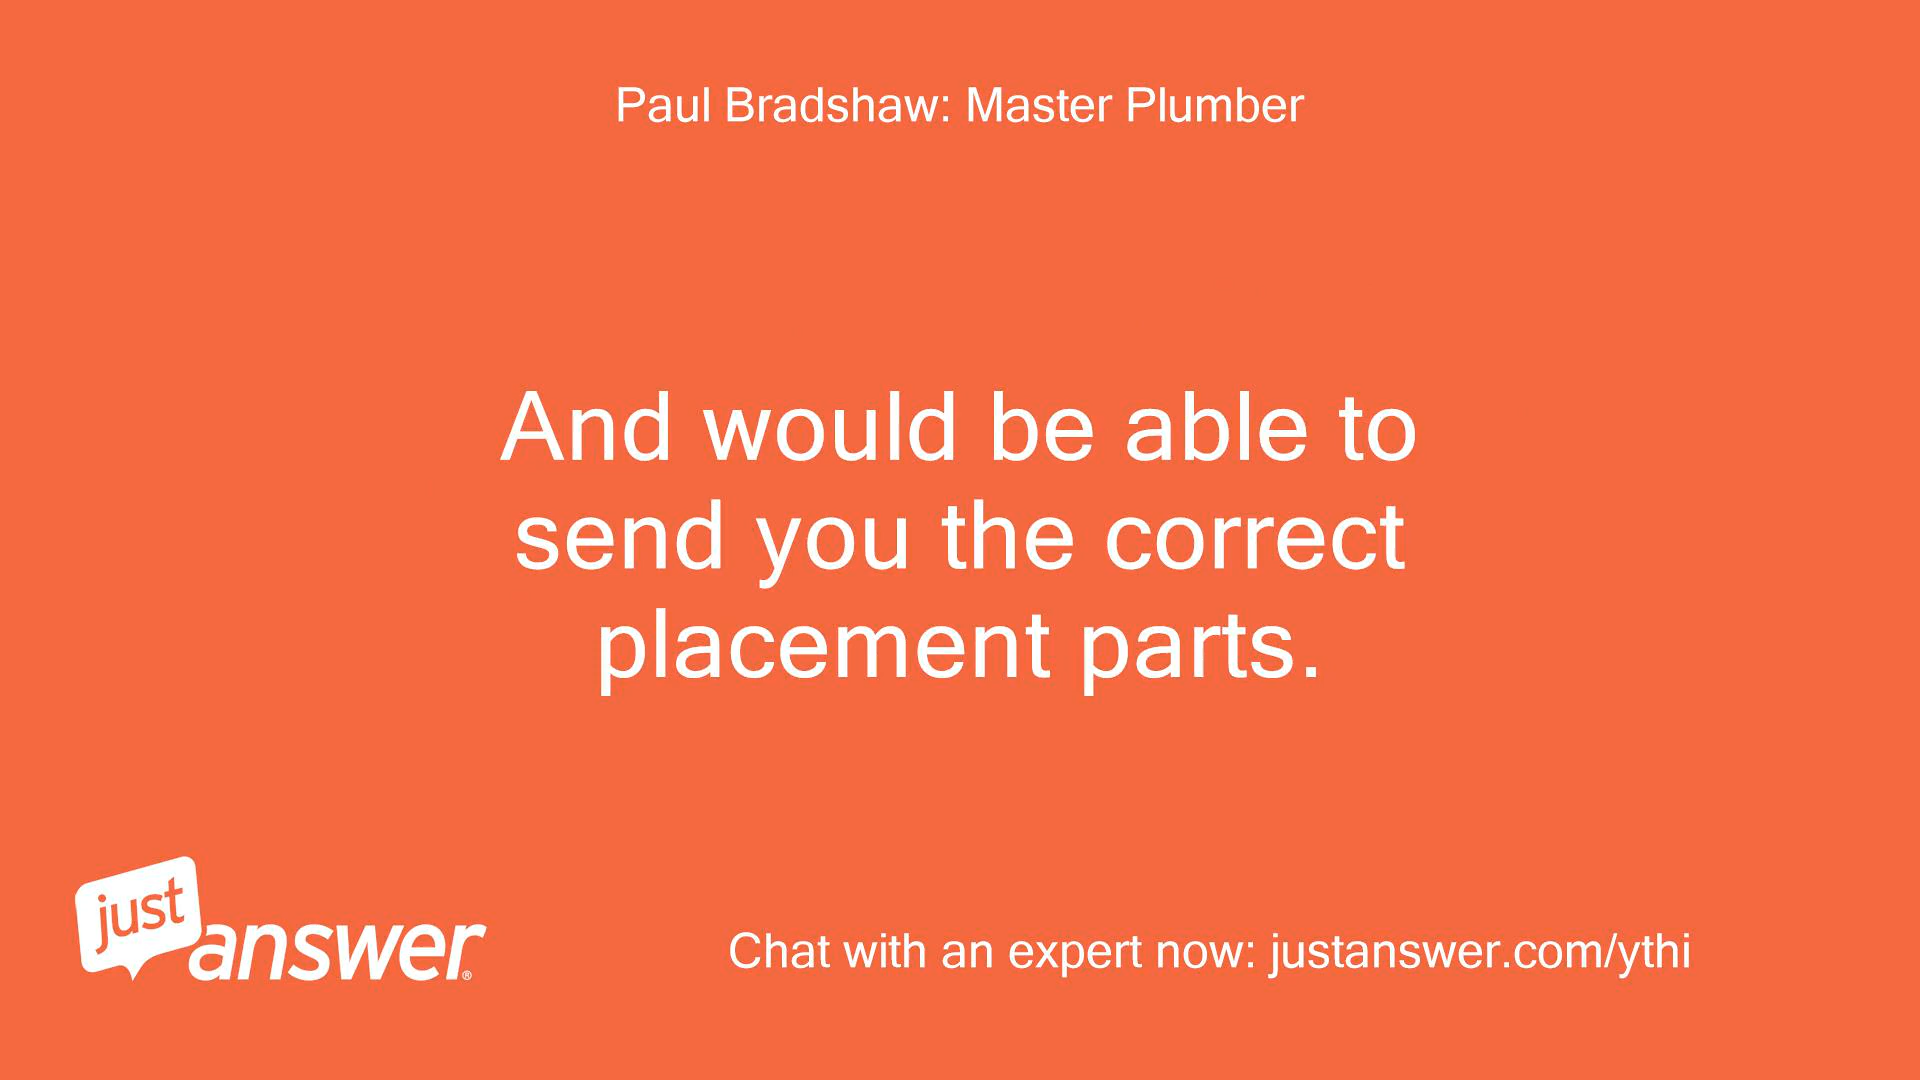 Paul Bradshaw: Master Plumber
And would be able to
send you the correct
placement parts.
just
answer®
Chat with an expert now: justanswer.com/ythi